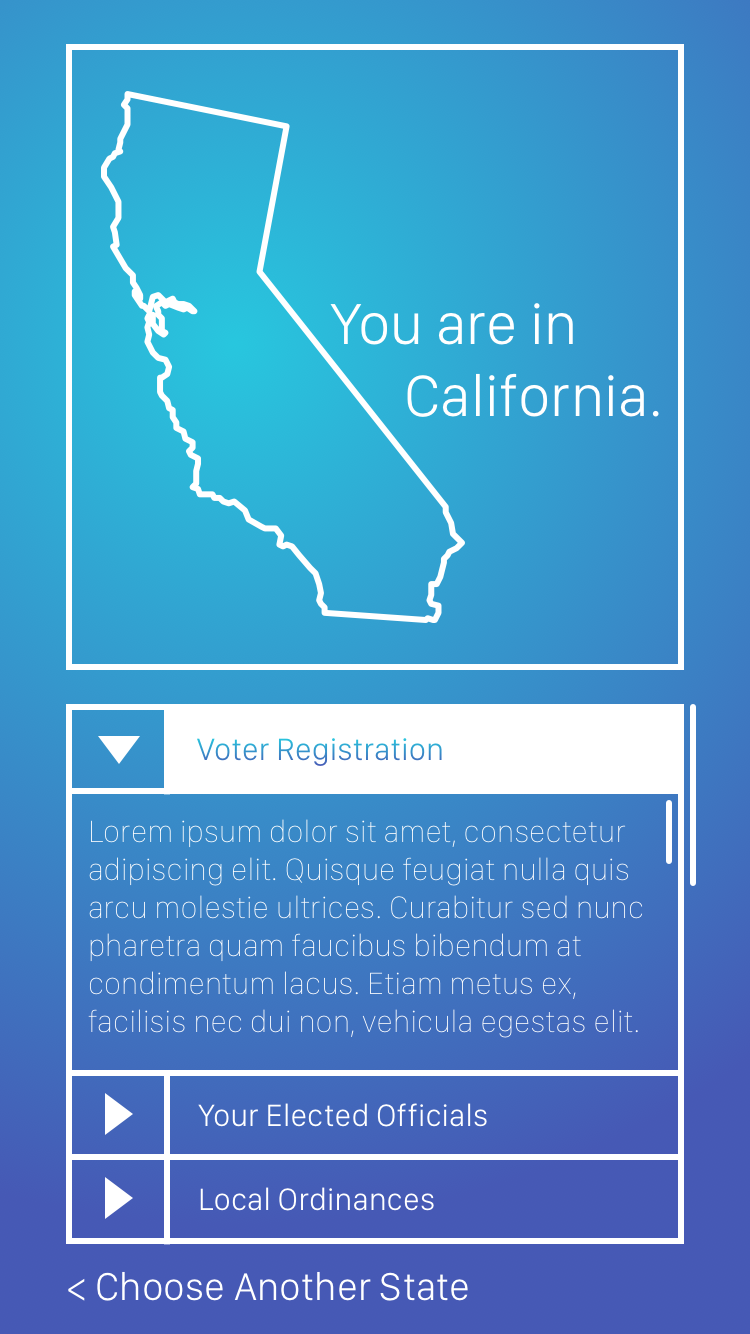 You are in
California.
Voter Registration
Lorem ipsum dolor sit amet, consectetur
adipiscing elit. Quisque feugiat nulla quis
arcu molestie ultrices. Curabitur sed nunc
pharetra quam faucibus bibendum at
condimentum lacus. Etiam metus ex,
facilisis nec dui non, vehicula egestas elit.
Your Elected Officials
Local Ordinances
< Choose Another State